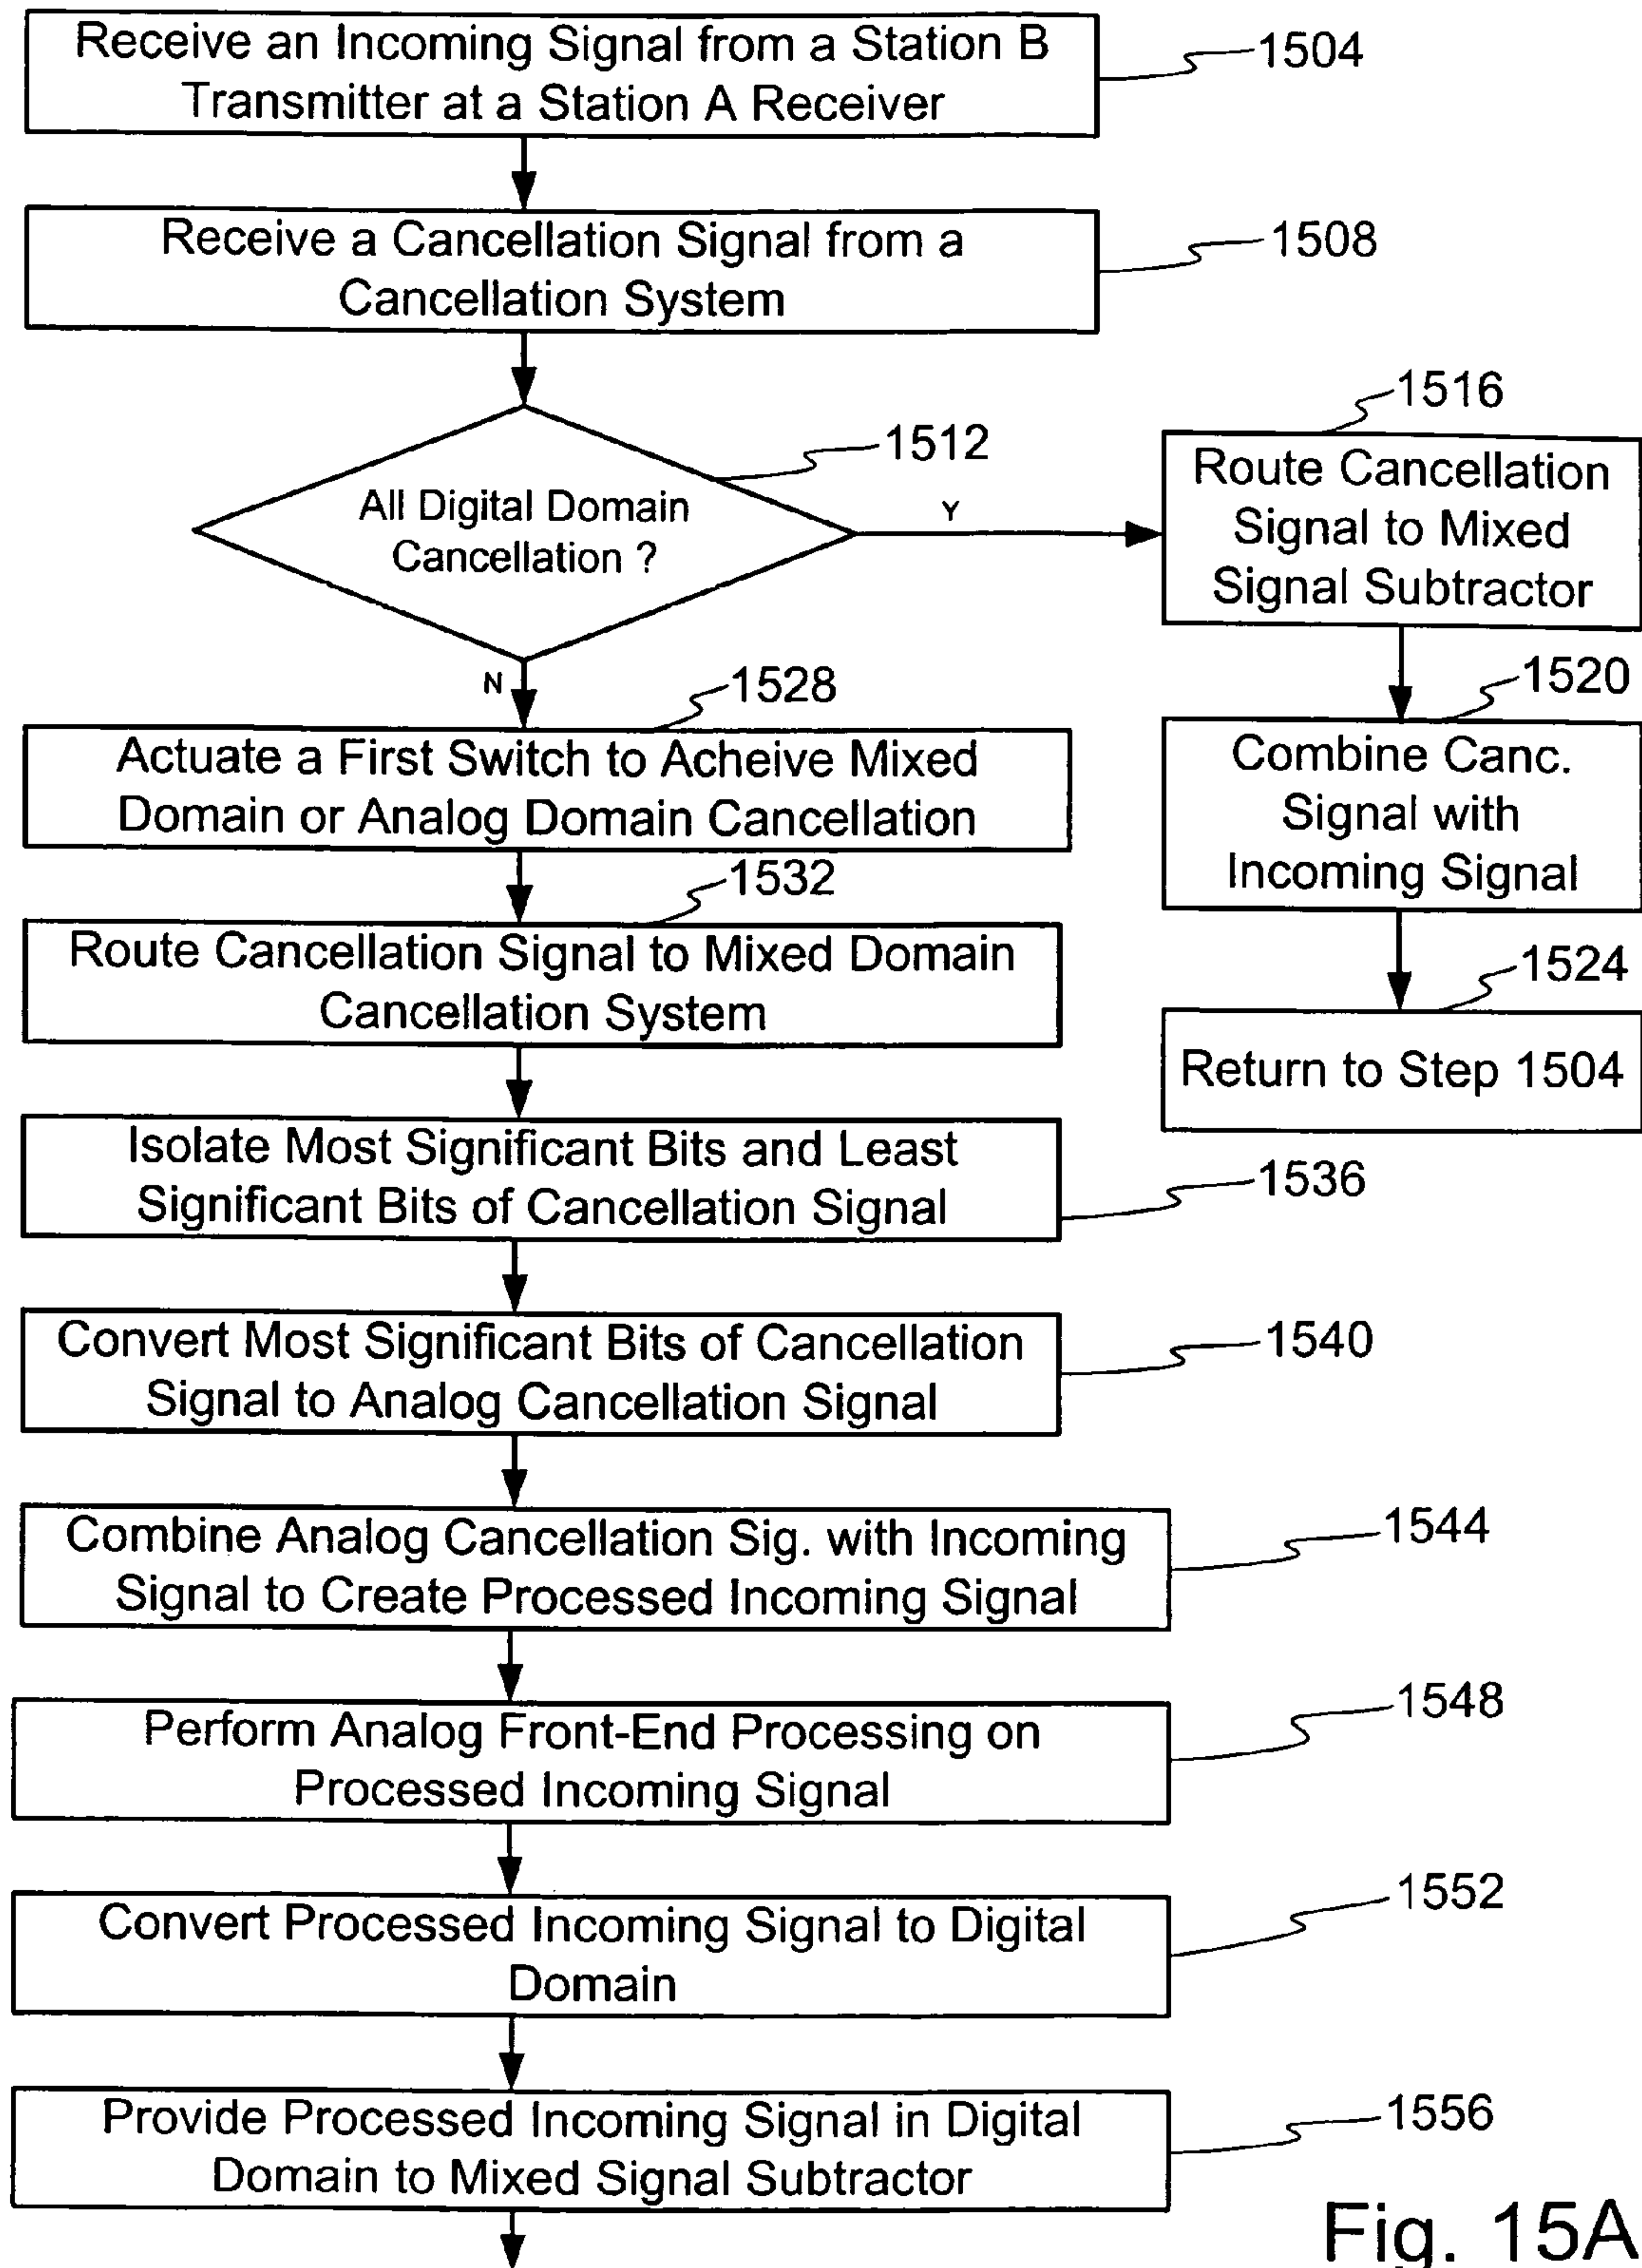 Receive an Incoming Signal from a Station B
Transmitter at a Station A Receiver
1504
Receive a Cancellation Signal from a
Cancellation System
1508
All Digital Domain
Cancellation ?
1512
Y
N
1516
Route Cancellation
Signal to Mixed
Signal Subtractor
1520
Combine Canc.
Signal with
Incoming Signal
1524
Return to Step 1504
1528
Actuate a First Switch to Acheive Mixed
Domain or Analog Domain Cancellation
1532
Route Cancellation Signal to Mixed Domain
Cancellation System
Isolate Most Significant Bits and Least
Significant Bits of Cancellation Signal
1536
Convert Most Significant Bits of Cancellation
Signal to Analog Cancellation Signal
1540
Combine Analog Cancellation Sig. with Incoming
Signal to Create Processed Incoming Signal
1544
Perform Analog Front-End Processing on
Processed Incoming Signal
1548
Convert Processed Incoming Signal to Digital
Domain
1552
Provide Processed Incoming Signal in Digital
Domain to Mixed Signal Subtractor
1556
Fig. 15A